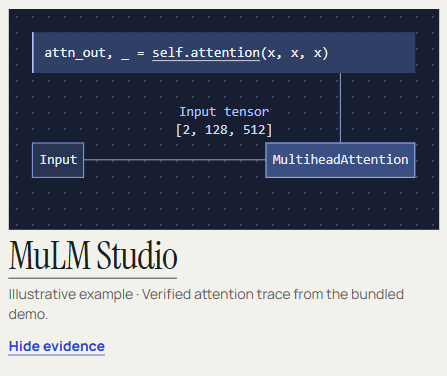 attn_out, _ = self.attention(x, x, x)
Input tensor
[2, 128, 512]
Input
MultiheadAttention
MuLM Studio
Illustrative example · Verified attention trace from the bundled
demo.
Hide evidence